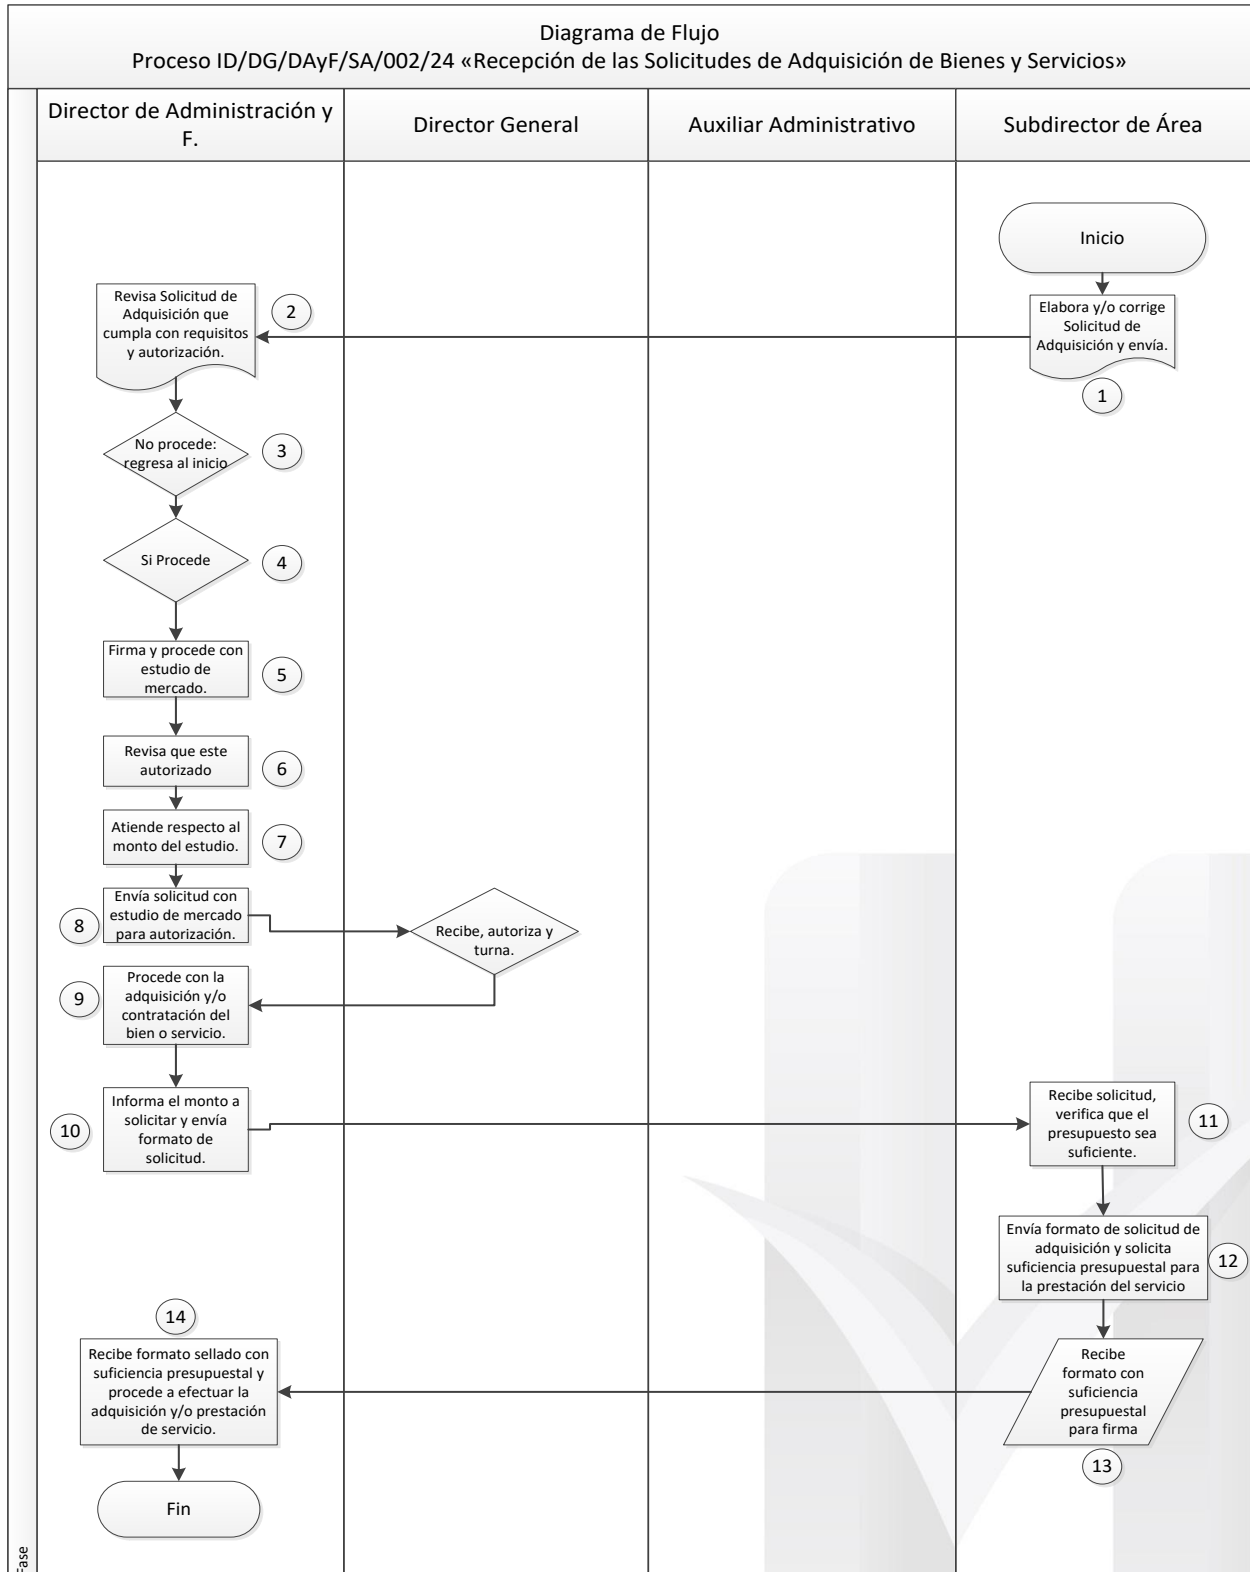 Diagrama de Flujo
Proceso ID/DG/DAyF/SA/002/24 «Recepción de las Solicitudes de Adquisición de Bienes y Servicios»
Director de Administración y
F.
Director General
Auxiliar Administrativo
Subdirector de Área
Inicio
Elabora y/o corrige
Solicitud de
Adquisición y envía.
1
Revisa Solicitud de
Adquisición que
cumpla con requisitos
y autorización.
2
No procede:
regresa al inicio
3
Si Procede
4
Firma y procede con
estudio de
mercado.
5
Revisa que este
autorizado
6
Atiende respecto al
monto del estudio.
7
Envía solicitud con
estudio de mercado
para autorización.
8
Recibe, autoriza y
turna.
Procede con la
adquisición y/o
contratación del
bien o servicio.
9
Informa el monto a
solicitar y envía
formato de
solicitud.
10
Recibe solicitud,
verifica que el
presupuesto sea
suficiente.
11
Envía formato de solicitud de
adquisición y solicita
suficiencia presupuestal para
la prestación del servicio
12
Recibe
formato con
suficiencia
presupuestal
para firma
13
14
Recibe formato sellado con
suficiencia presupuestal y
procede a efectuar la
adquisición y/o prestación
de servicio.
Fin
Fase